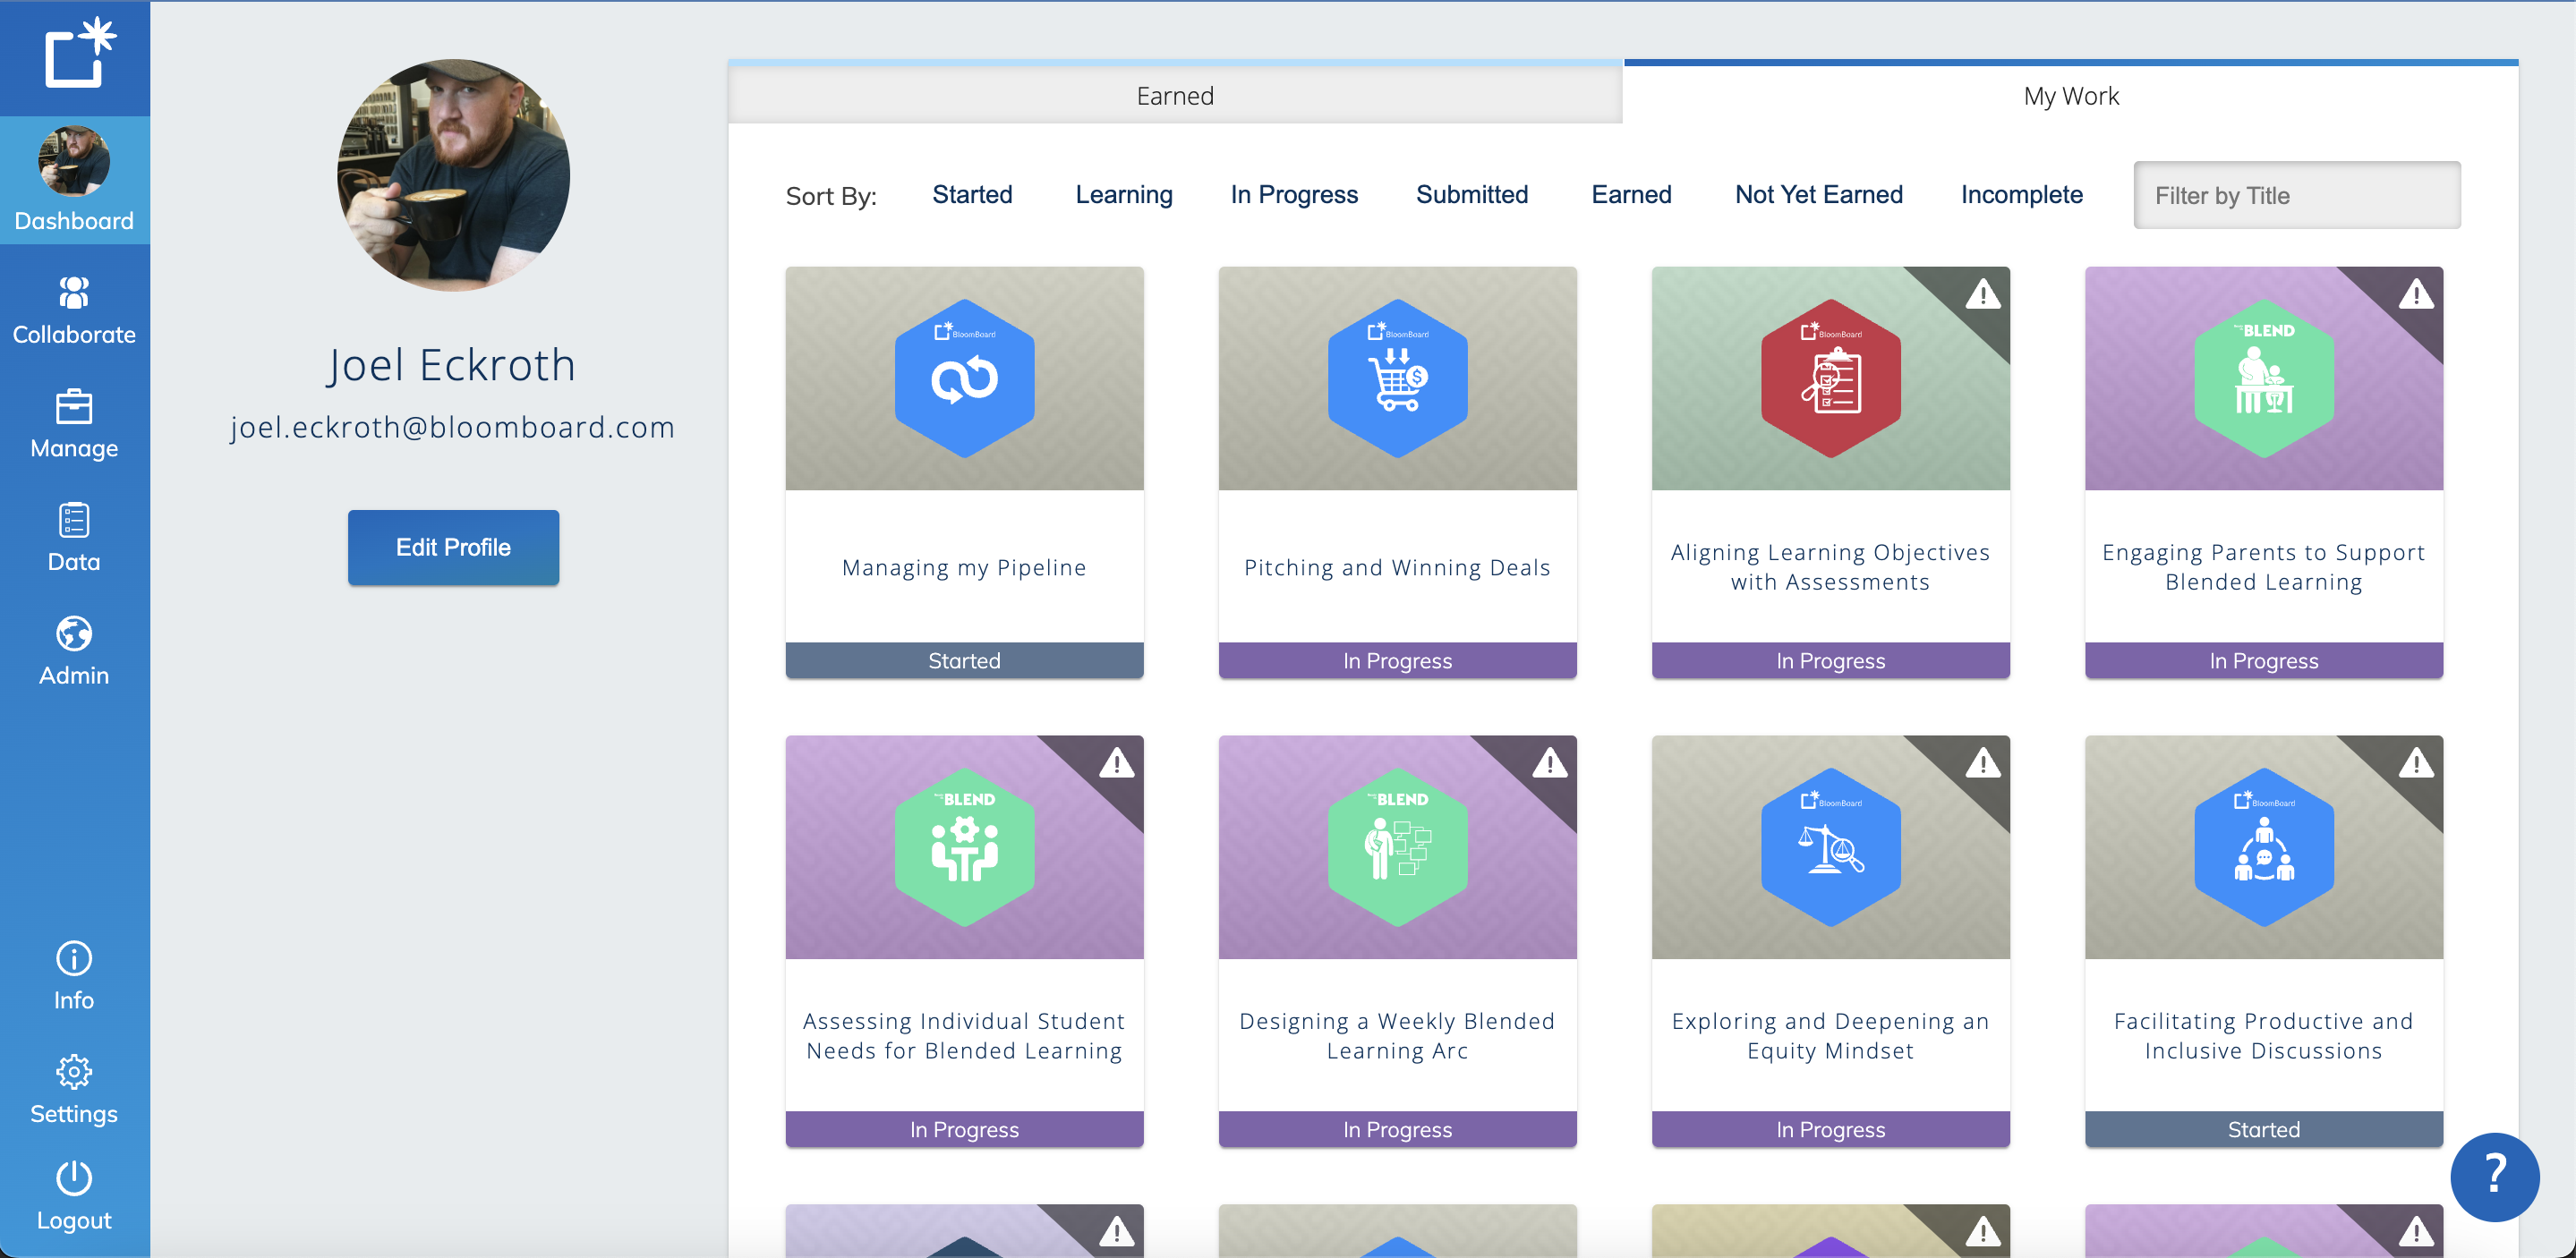 Dashboard
Collaborate
Manage
Data
Admin
Info
Settings
Logout
Joel Eckroth
joel.eckroth@bloomboard.com
Edit Profile
Earned
My Work
Sort By:
Started
Learning
In Progress
Submitted
Earned
Not Yet Earned
Incomplete
Filter by Title
BloomBoard
Managing my Pipeline
Started
BloomBoard
Pitching and Winning Deals
In Progress
BloomBoard
Aligning Learning Objectives
with Assessments
In Progress
BLEND
Engaging Parents to Support
Blended Learning
In Progress
BLEND
Assessing Individual Student
Needs for Blended Learning
In Progress
BLEND
Designing a Weekly Blended
Learning Arc
In Progress
BloomBoard
Exploring and Deepening an
Equity Mindset
In Progress
BloomBoard
Facilitating Productive and
Inclusive Discussions
Started
?